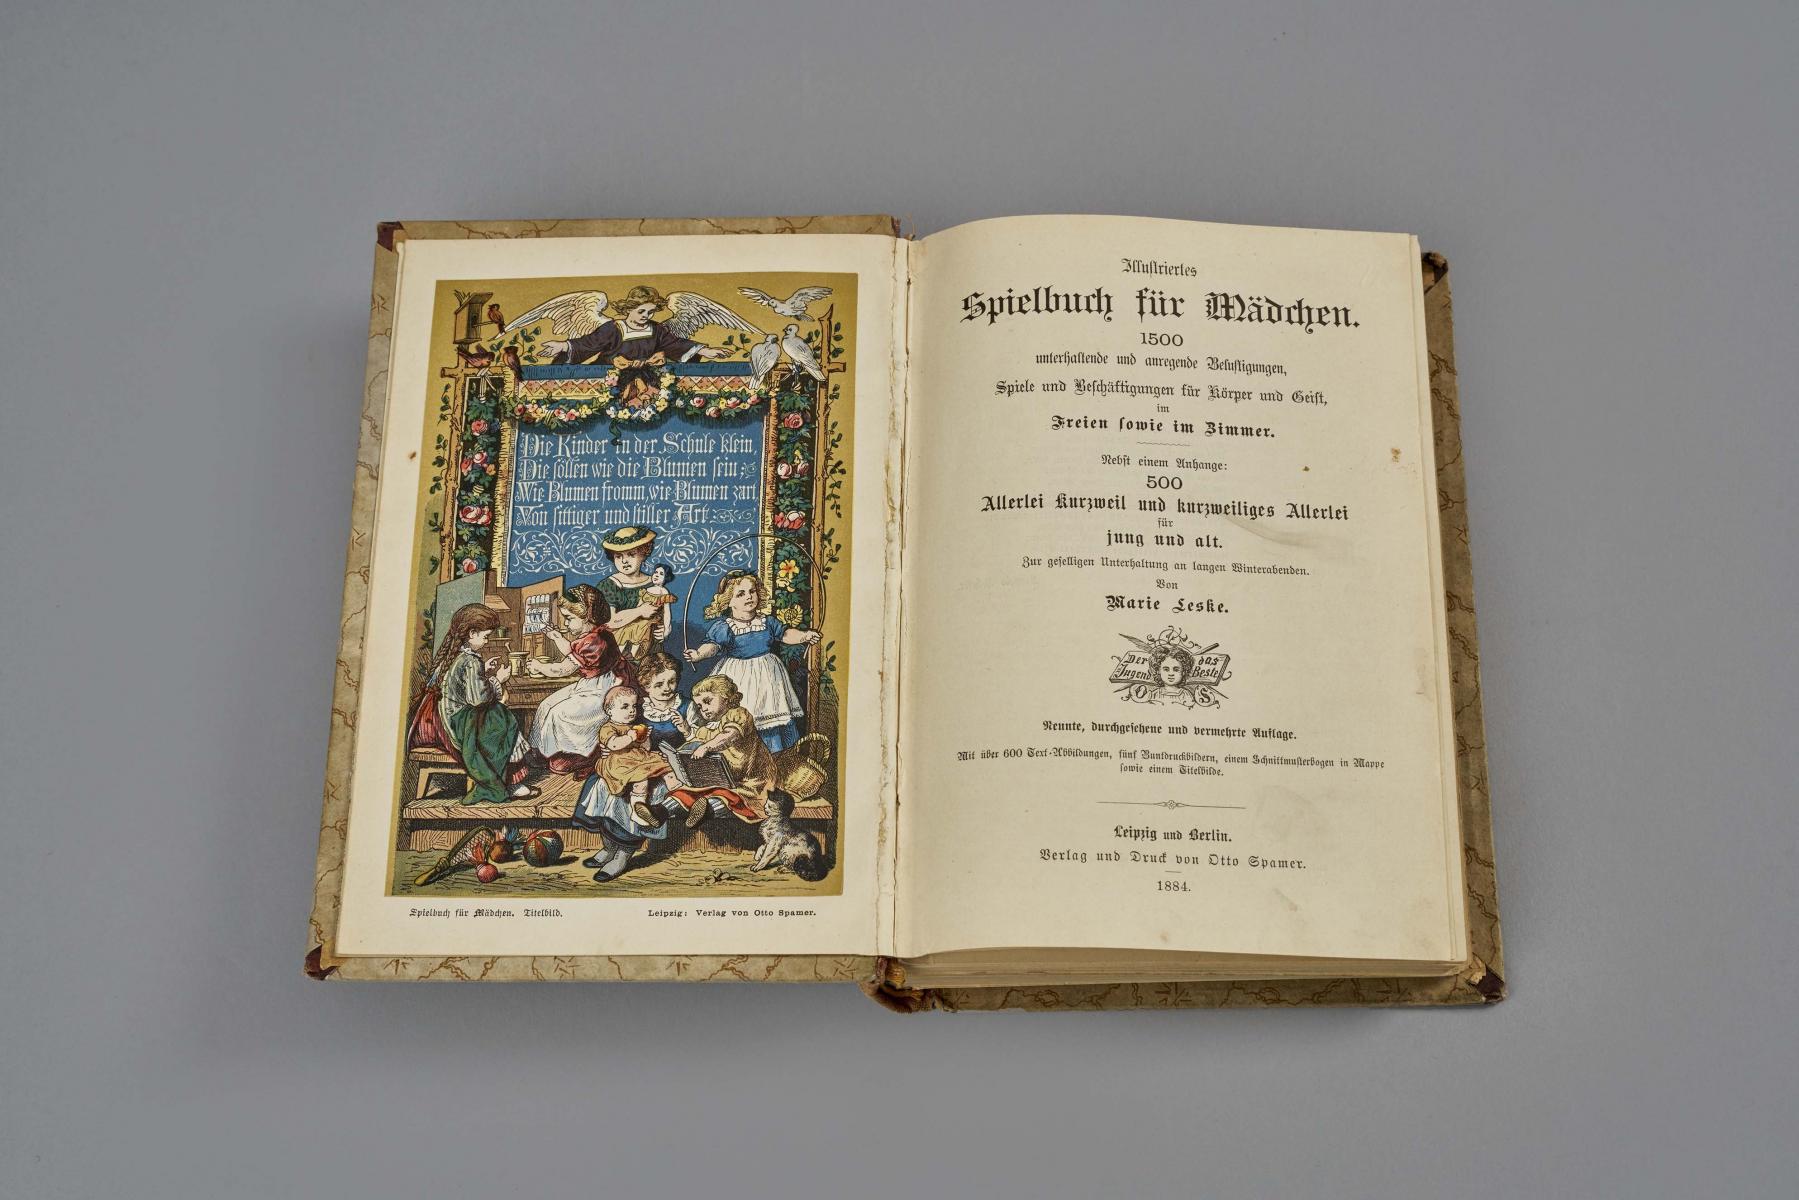 Die Kinder in der Schule klein,
Die sollen wie die Blumen sein:
Wie Blumen fromm, wie Blumen zart,
Von sittiger und stiller Art.
Spielbuch für Mädchen. Titelbild.
Leipzig: Verlag von Otto Spamer.
Illustriertes
Spielbuch für Mädchen.
1500
unterhaltende und anregende Belustigungen,
Spiele und Beschäftigungen für Körper und Geist,
im
Freien sowie im Zimmer.
Nebst einem Anhange:
500
Allerlei Kurzweil und kurzweiliges Allerlei
für
jung und alt.
Zur geselligen Unterhaltung an langen Winterabenden.
Von
Marie Leske.
Der das
Jugend Beste
O S
Neunte, durchgesehene und vermehrte Auflage.
Mit über 600 Text-Abbildungen, fünf Buntdruckbildern, einem Schnittmusterbogen in Mappe
sowie einem Titelbilde.
Leipzig und Berlin.
Verlag und Druck von Otto Spamer.
1884.